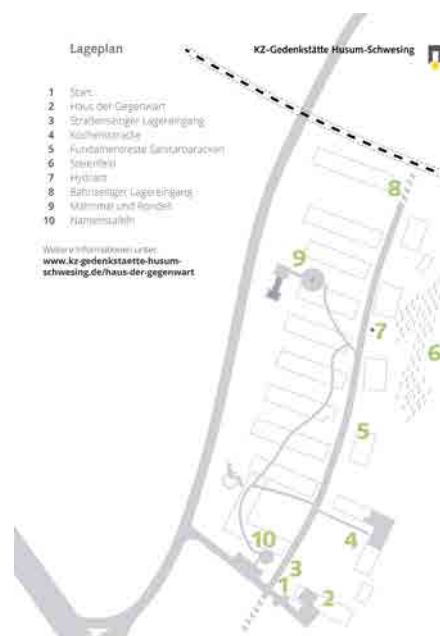 Lageplan
KZ-Gedenkstätte Husum-Schwesing
1 Start
2 Haus der Gegenwart
3 Straßenseitiger Lagereingang
4 Küchenbaracke
5 Fundamentreste Sanitärbaracken
6 Stelenfeld
7 Hydrant
8 Bahnseitiger Lagereingang
9 Mahnmal und Rondell
10 Namenstafeln
Weitere Informationen unter:
www.kz-gedenkstaette-husum-
schwesing.de/haus-der-gegenwart
8
9
7
6
5
10
4
3
1
2